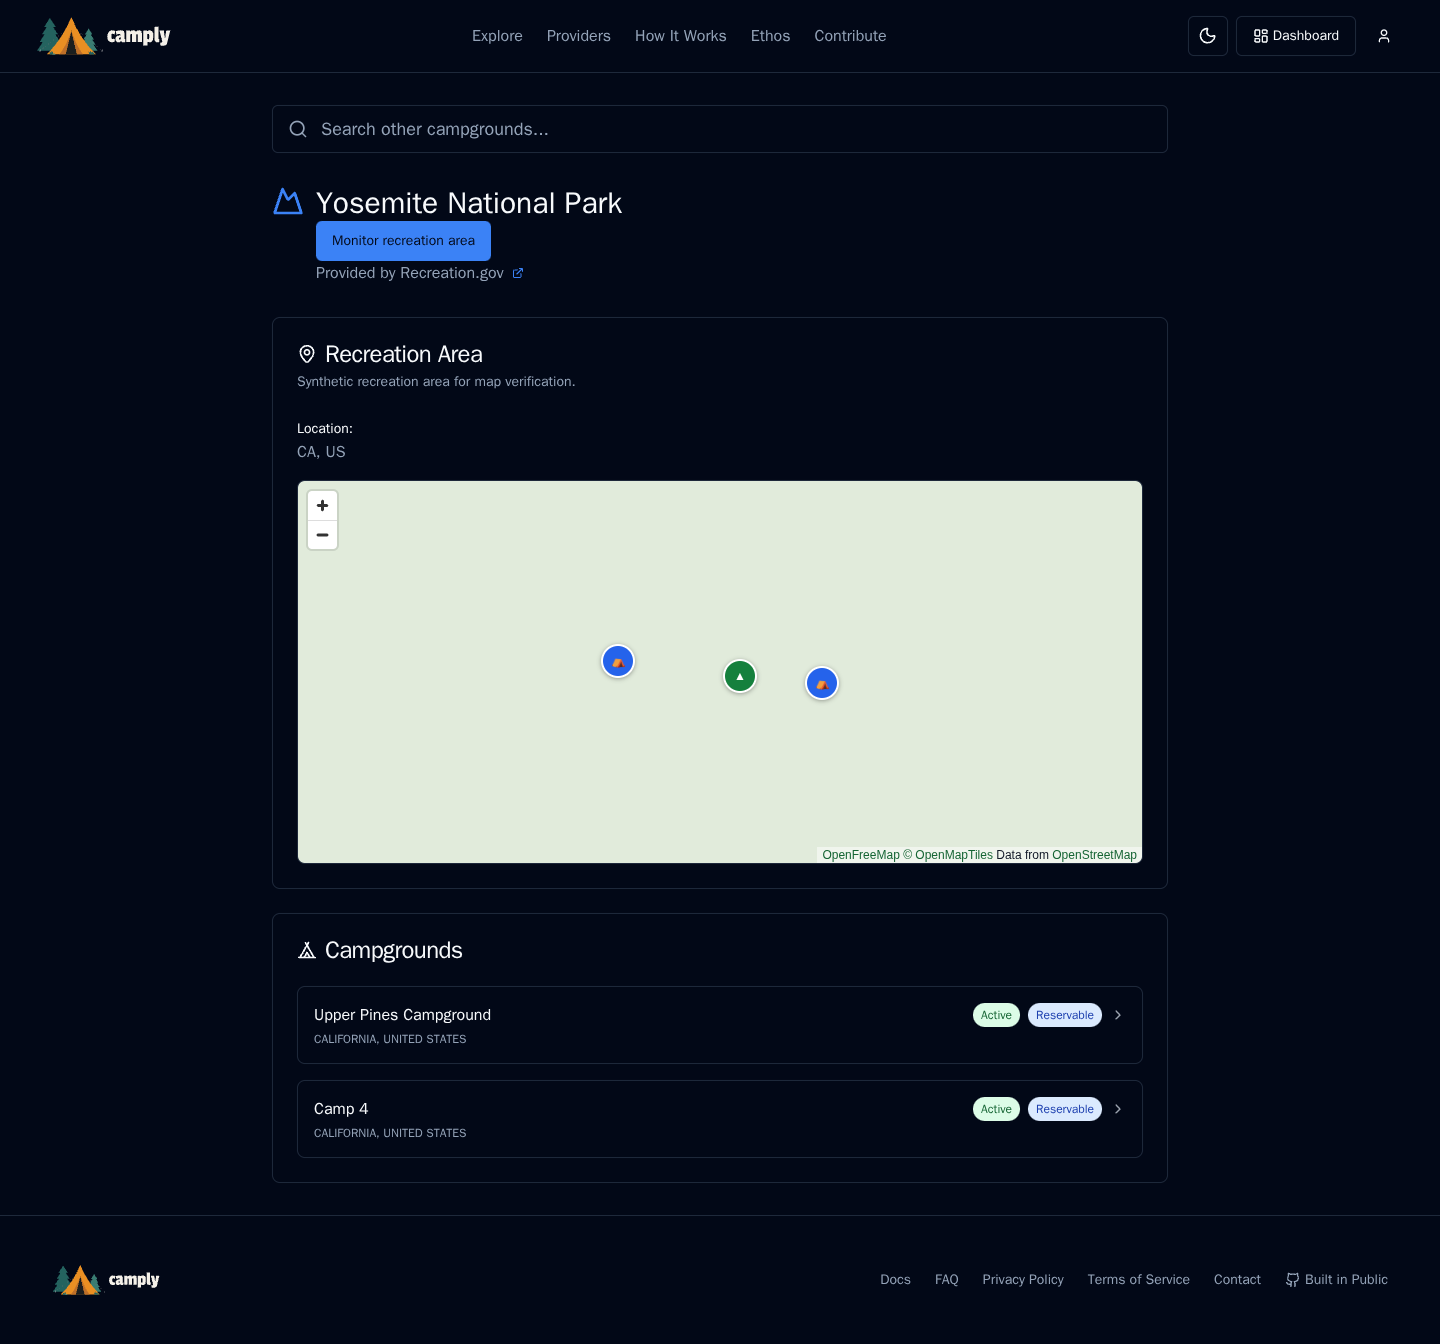 camply
Explore Providers How It Works Ethos Contribute
Dashboard
Search other campgrounds...
Yosemite National Park
Monitor recreation area
Provided by Recreation.gov
Recreation Area
Synthetic recreation area for map verification.
Location:
CA, US
OpenFreeMap © OpenMapTiles Data from OpenStreetMap
Campgrounds
Upper Pines Campground
Active Reservable
CALIFORNIA, UNITED STATES
Camp 4
Active Reservable
CALIFORNIA, UNITED STATES
camply
Docs FAQ Privacy Policy Terms of Service Contact Built in Public